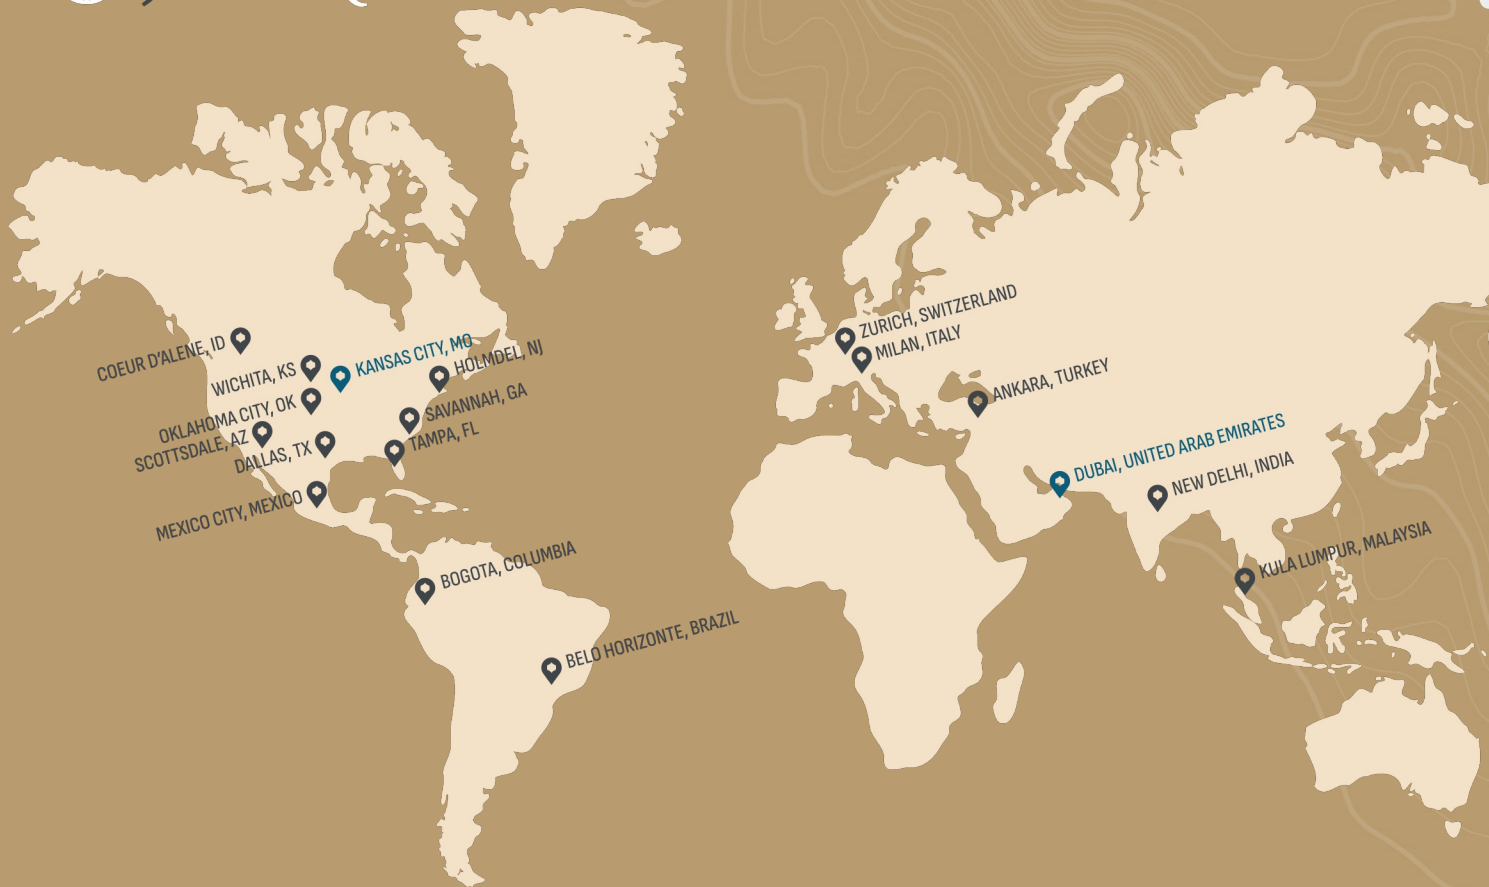 ZURICH, SWITZERLAND
MILAN, ITALY
COEUR D'ALENE, ID
KANSAS CITY, MO
HOLMDEL, NJ
WICHITA, KS
ANKARA, TURKEY
OKLAHOMA CITY, OK
SAVANNAH, GA
SCOTTSDALE, AZ
TAMPA, FL
DALLAS, TX
DUBAI, UNITED ARAB EMIRATES
NEW DELHI, INDIA
MEXICO CITY, MEXICO
KULA LUMPUR, MALAYSIA
BOGOTA, COLUMBIA
BELO HORIZONTE, BRAZIL